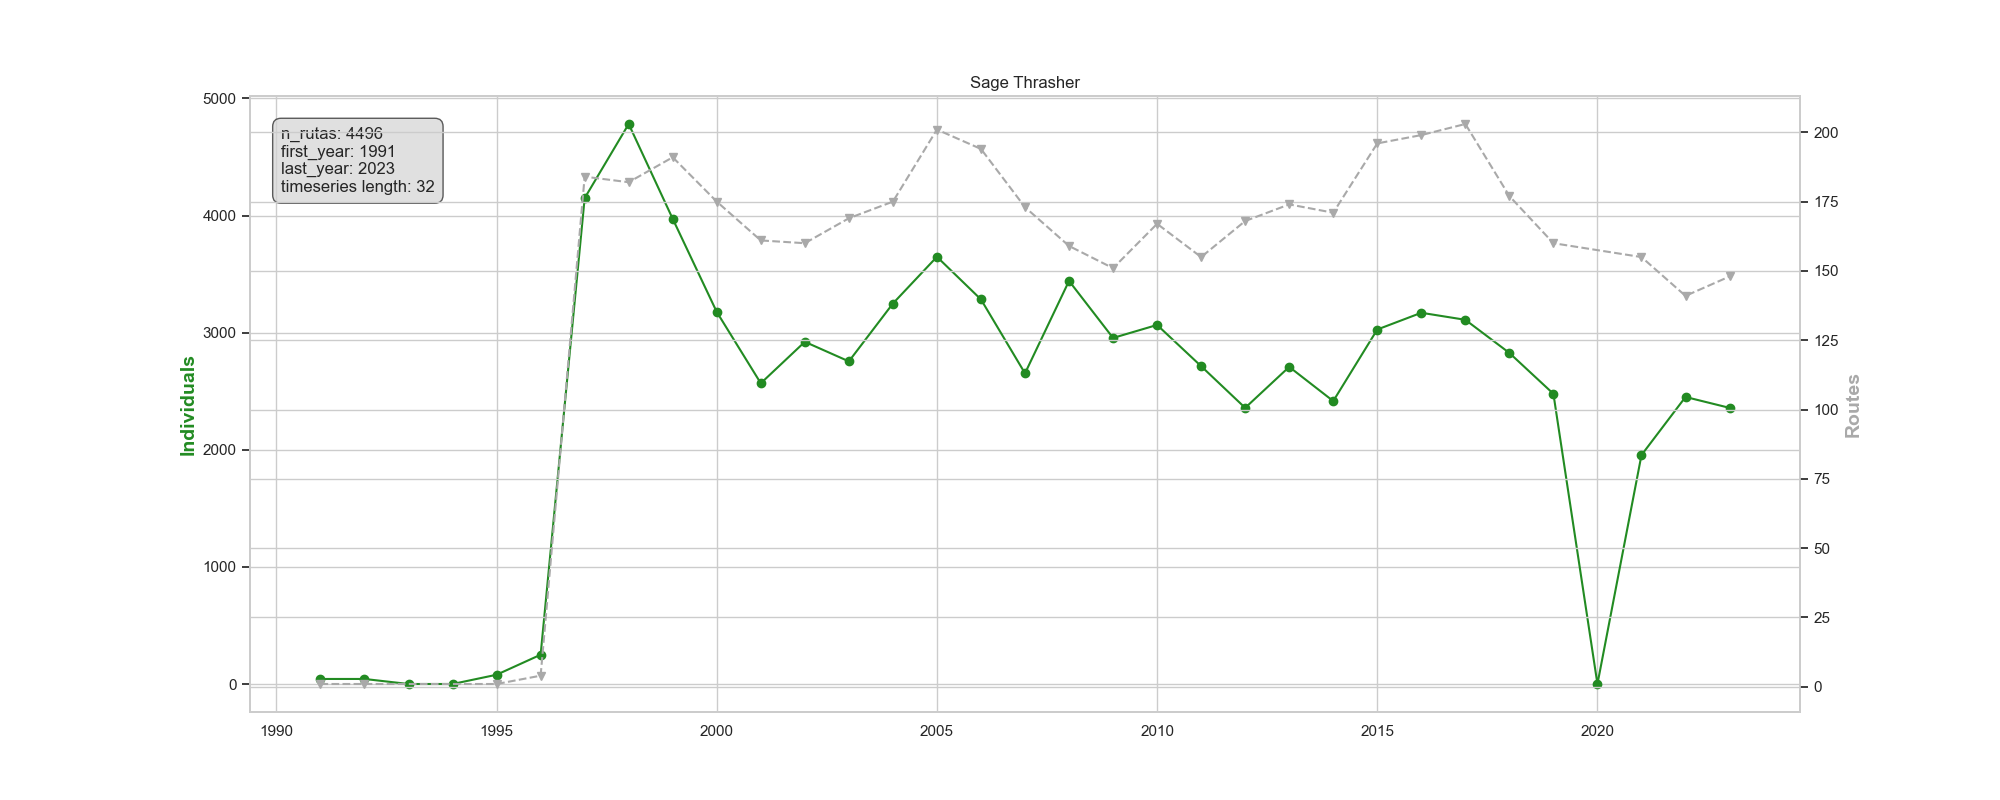 Sage Thrasher
n_rutas: 4496
first_year: 1991
last_year: 2023
timeseries length: 32
5000
4000
3000
2000
1000
0
Individuals
200
175
150
125
100
75
50
25
0
Routes
1990 1995 2000 2005 2010 2015 2020